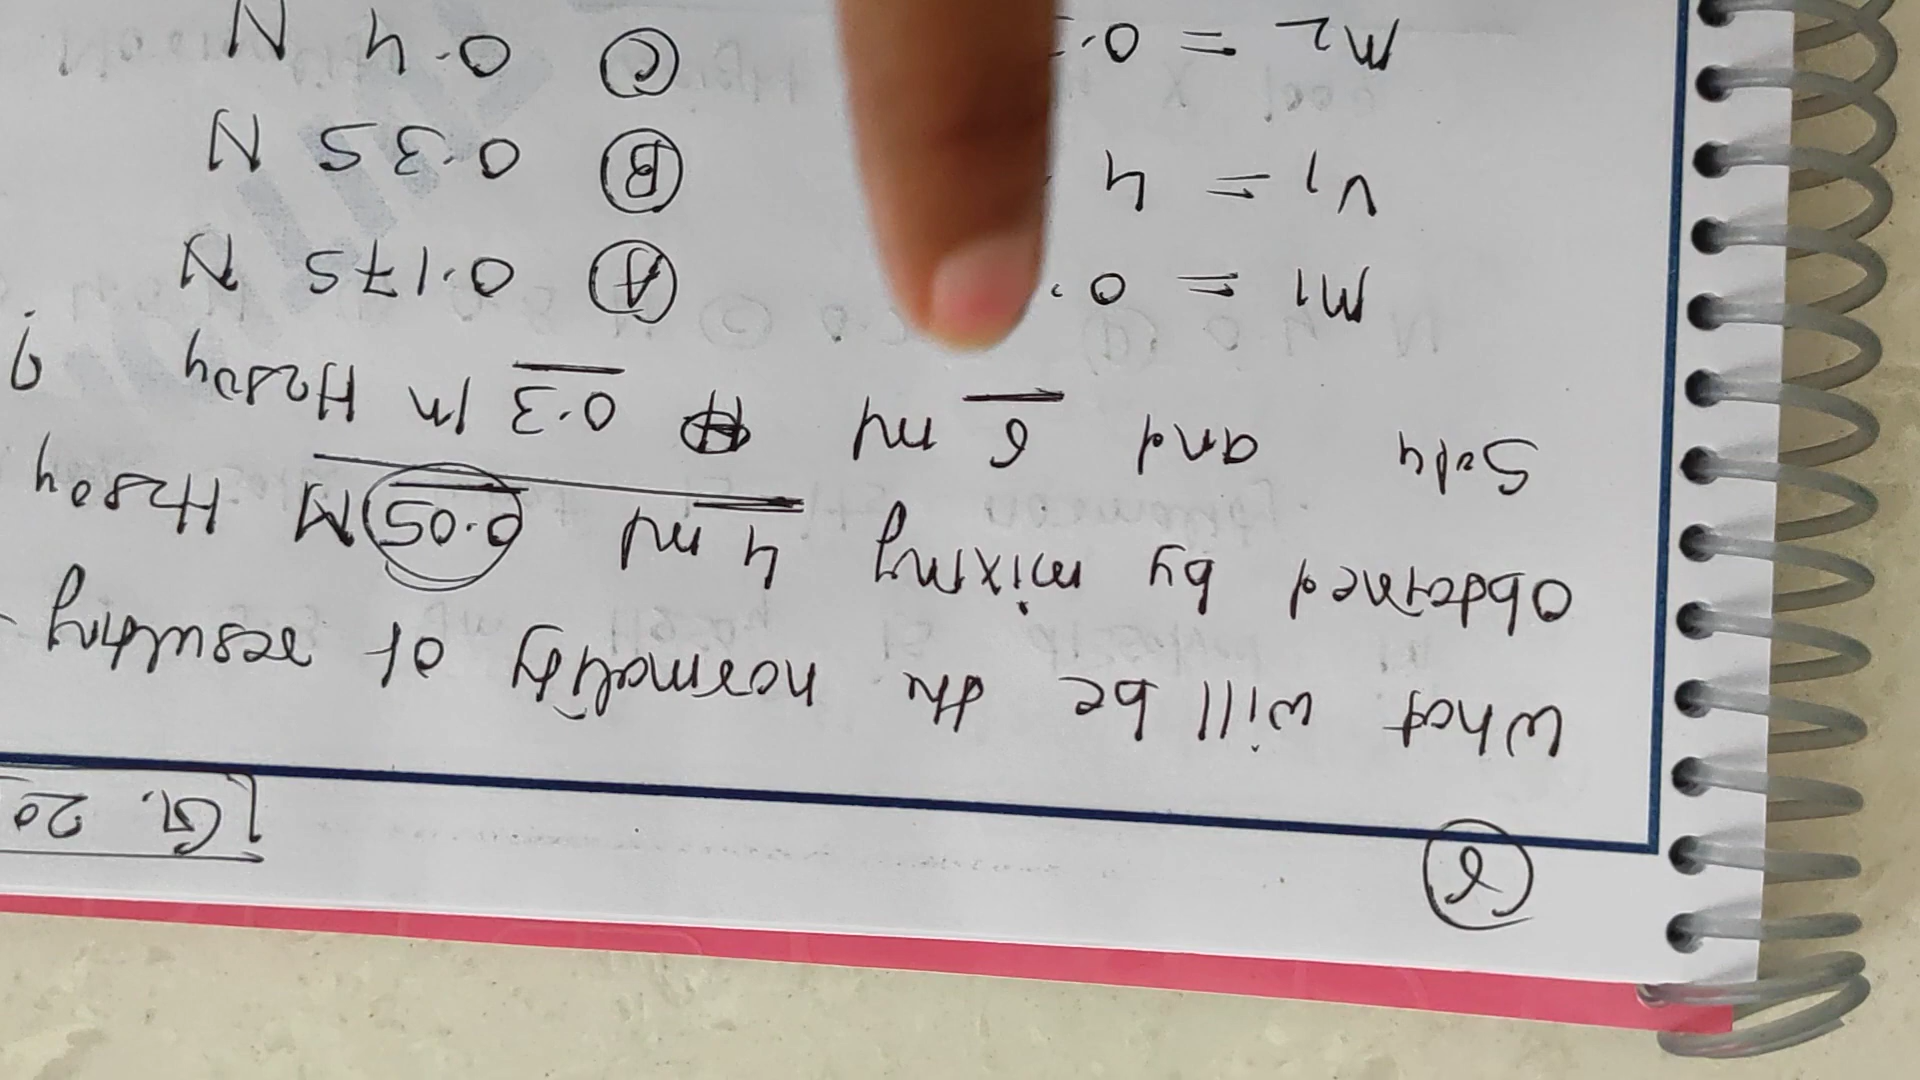 6
[G. 20
What will be the normality of resulting
Obtained by mixing 4 ml 0.05 M H2SO4
Soln and 6 ml 0.3 M H2SO4 ?
M1 = 0. (A) 0.175 N
V1 = 4 (B) 0.35 N
M2 = 0. (C) 0.4 N